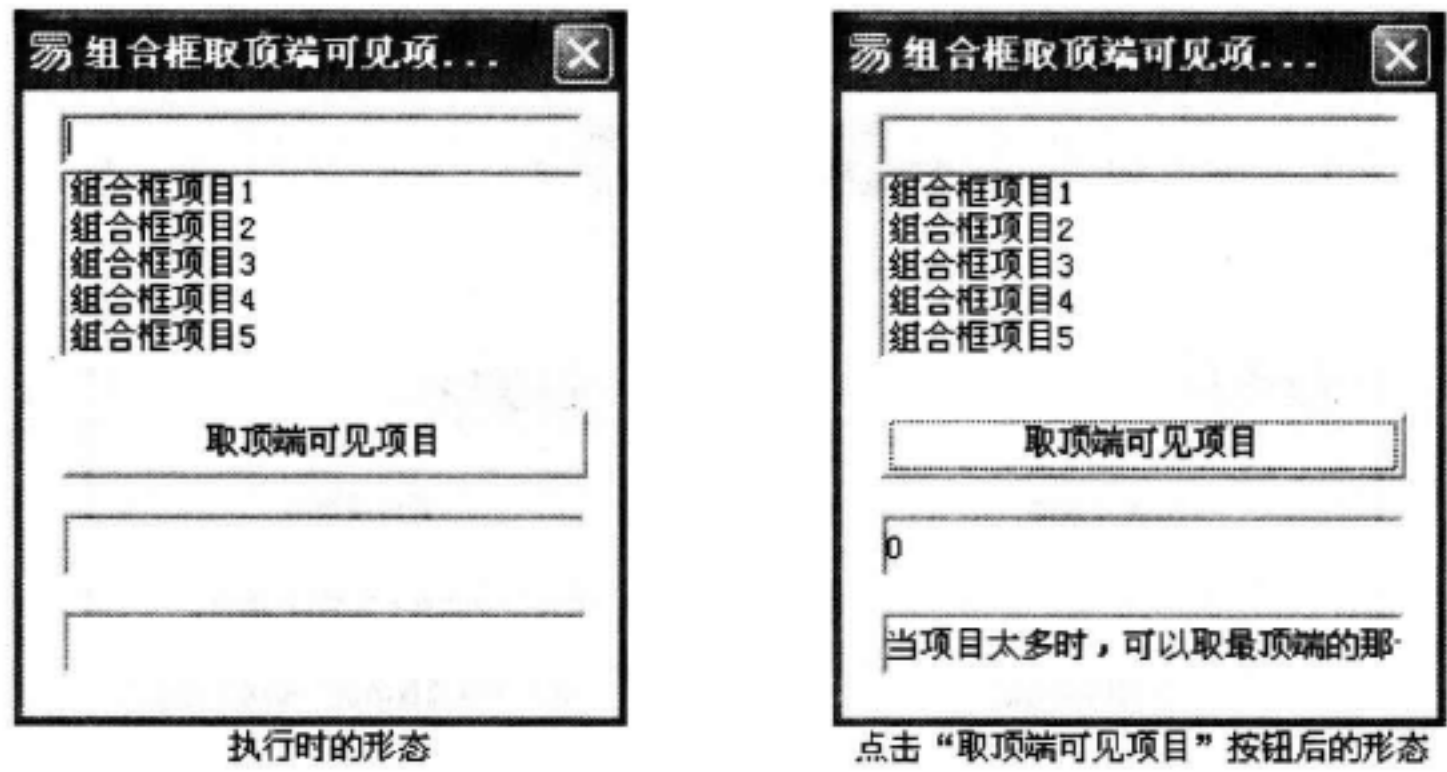 易 组合框取顶端可见项...
组合框项目1
组合框项目2
组合框项目3
组合框项目4
组合框项目5
取顶端可见项目
执行时的形态
易 组合框取顶端可见项...
组合框项目1
组合框项目2
组合框项目3
组合框项目4
组合框项目5
取顶端可见项目
0
当项目太多时，可以取最顶端的那
点击“取顶端可见项目”按钮后的形态